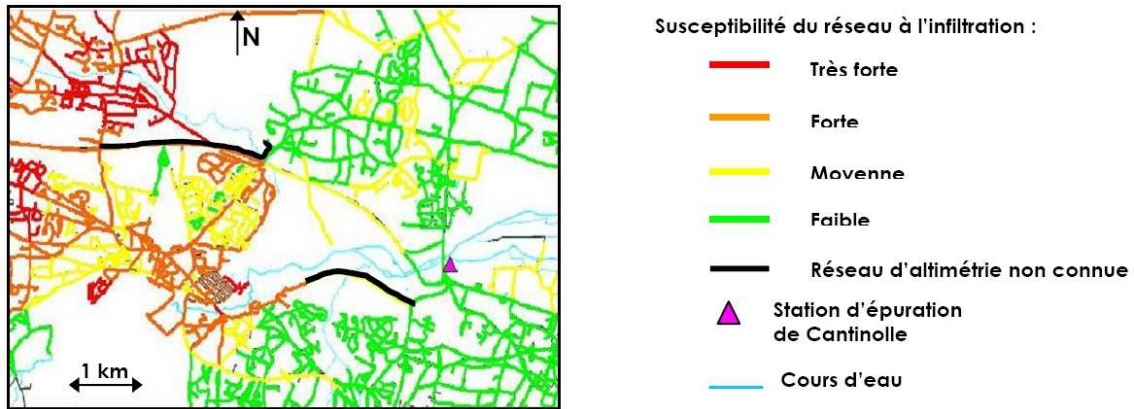 N
1 km
Susceptibilité du réseau à l'infiltration :
Très forte
Forte
Movenne
Faible
Réseau d'altimétrie non connue
Station d'épuration
de Cantinolle
Cours d'eau